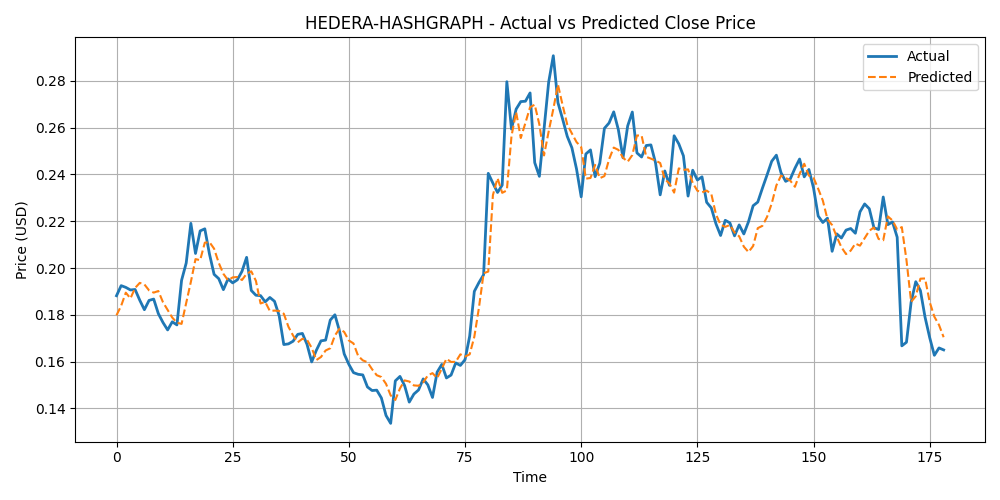 HEDERA-HASHGRAPH - Actual vs Predicted Close Price
Actual
Predicted
Price (USD)
0.28
0.26
0.24
0.22
0.20
0.18
0.16
0.14
0 25 50 75 100 125 150 175
Time